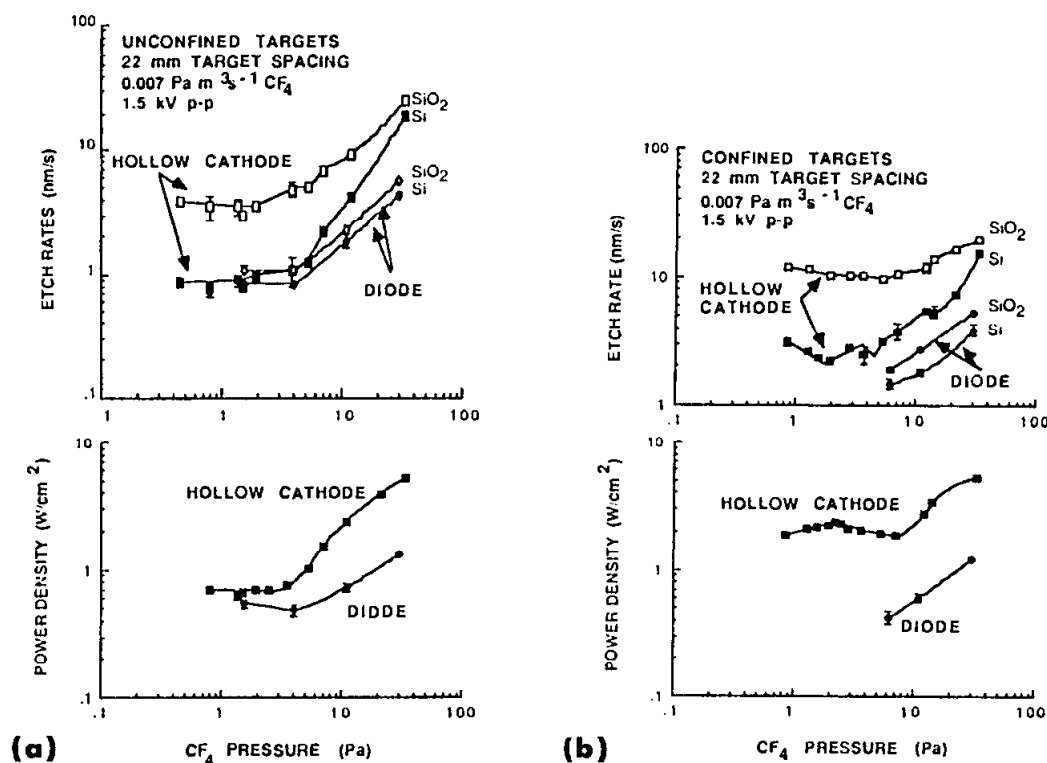 100
10
1
.1
ETCH RATES (nm/s)
UNCONFINED TARGETS
22 mm TARGET SPACING
0.007 Pa m 3s-1 CF4
1.5 kV p-p
HOLLOW CATHODE
SiO2
Si
SiO2
Si
DIODE
.1 1 10 100
10
1
.1
POWER DENSITY (W/cm2)
HOLLOW CATHODE
DIDDE
.1 1 10 100
(a)
CF4 PRESSURE (Pa)
100
10
1
ETCH RATE (nm/s)
CONFINED TARGETS
22 mm TARGET SPACING
0.007 Pa m 3s-1 CF4
1.5 kV p-p
HOLLOW
CATHODE
SiO2
Si
SiO2
Si
DIODE
.1 1 10 100
10
1
.1
POWER DENSITY (W/cm2)
HOLLOW CATHODE
DIODE
.1 1 10 100
(b)
CF4 PRESSURE (Pa)